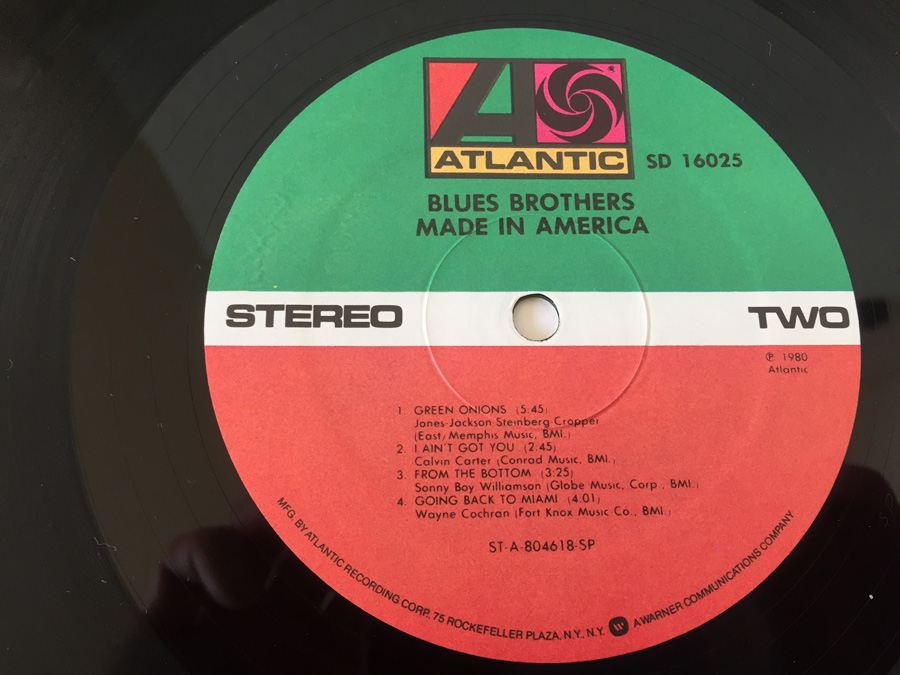 ATLANTIC
SD 16025
BLUES BROTHERS
MADE IN AMERICA
STEREO
TWO
℗ 1980
Atlantic
1. GREEN ONIONS (5:45)
Jones-Jackson-Steinberg-Cropper
(East/Memphis Music, BMI.)
2. I AIN'T GOT YOU (2:45)
Calvin Carter (Conrad Music, BMI.)
3. FROM THE BOTTOM (3:25)
Sonny Boy Williamson (Globe Music, Corp., BMI.)
4. GOING BACK TO MIAMI (4:01)
Wayne Cochran (Fort Knox Music Co., BMI.)
ST-A-804618-SP
MFG. BY ATLANTIC RECORDING CORP., 75 ROCKEFELLER PLAZA, N.Y., N.Y. A WARNER COMMUNICATIONS COMPANY